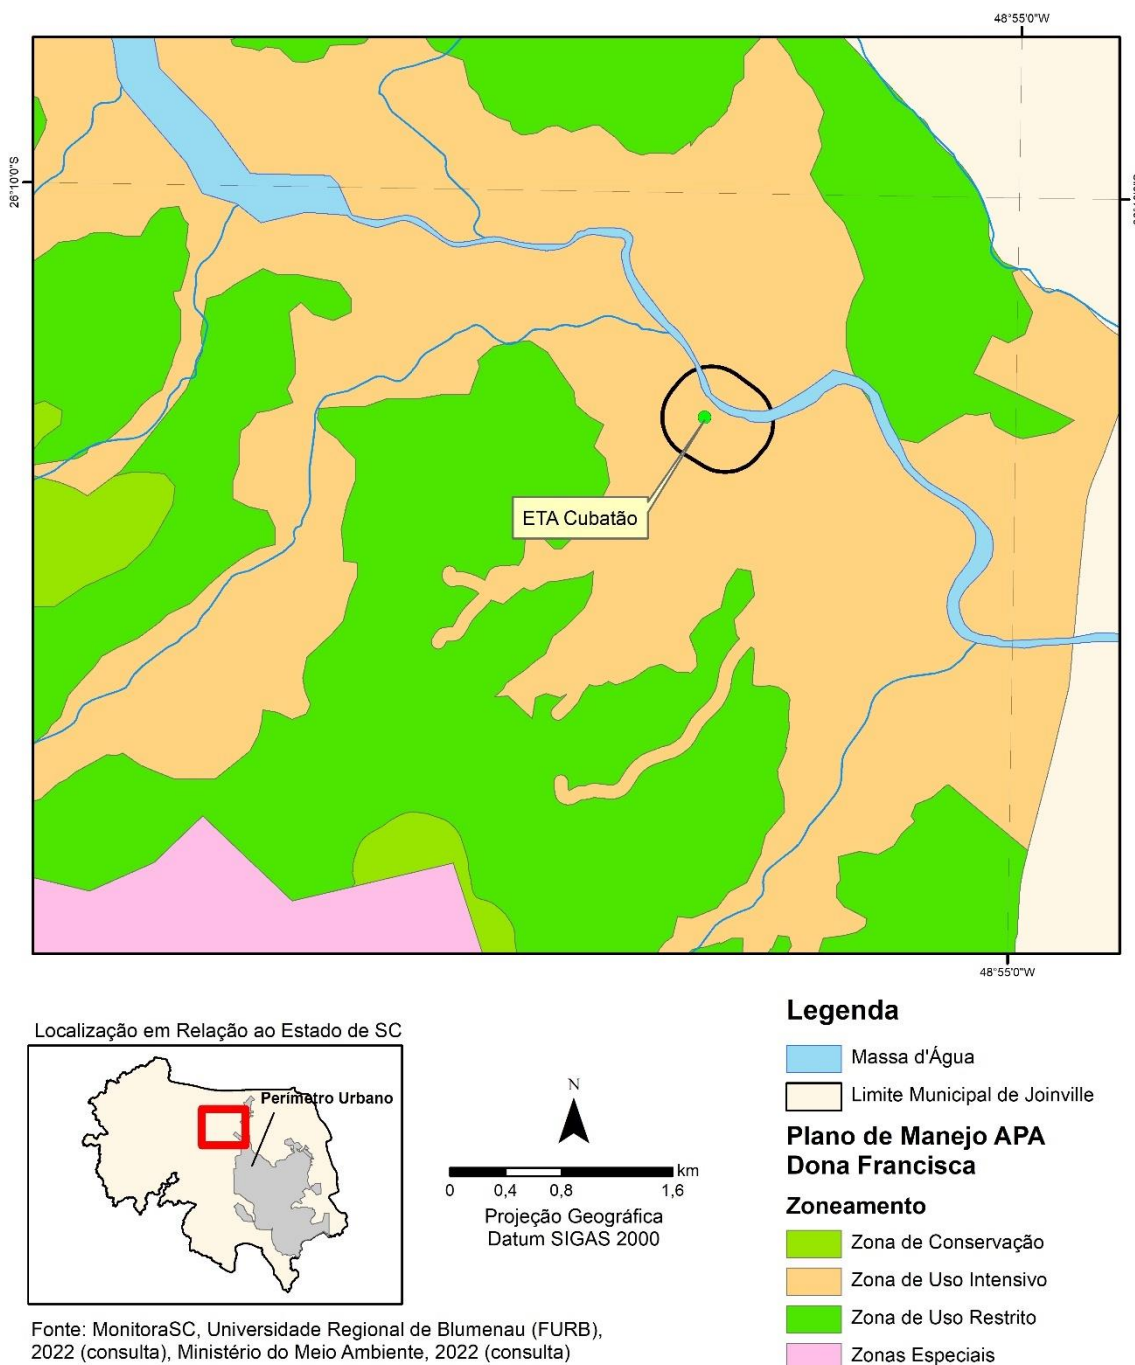 48°55'0"W
26°10'0"S
ETA Cubatão
48°55'0"W
Localização em Relação ao Estado de SC
Perímetro Urbano
N
km
0 0,4 0,8 1,6
Projeção Geográfica
Datum SIGAS 2000
Fonte: MonitoraSC, Universidade Regional de Blumenau (FURB),
2022 (consulta), Ministério do Meio Ambiente, 2022 (consulta)
Legenda
Massa d'Água
Limite Municipal de Joinville
Plano de Manejo APA
Dona Francisca
Zoneamento
Zona de Conservação
Zona de Uso Intensivo
Zona de Uso Restrito
Zonas Especiais